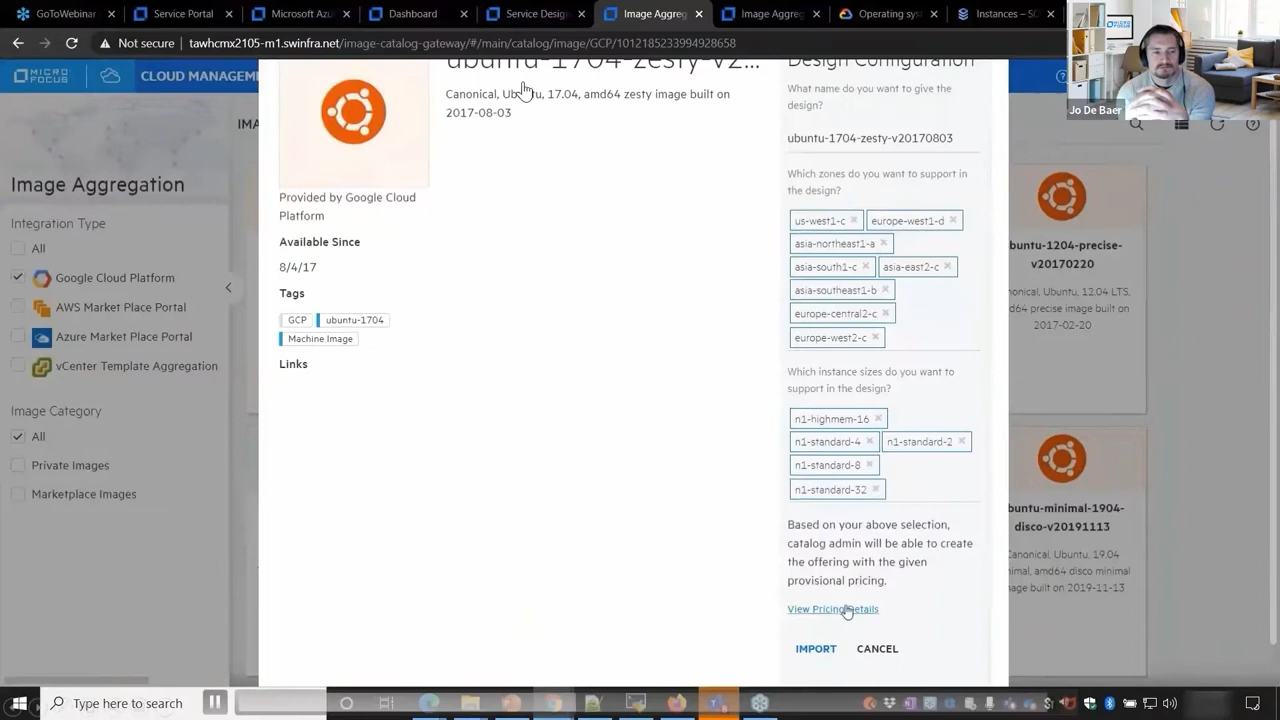 GoToWebinar
Service Portal
Microsoft Azu
Dashboard
Service Desig
Image Aggreg
Image Aggreg
Operating sy
Instances – S
Not secure
tawhcmx2105-m1.swinfra.net/image-catalog-gateway/#/main/catalog/image/GCP/1012185233994928658
MICRO
FOCUS
CLOUD MANAGEM
IMA
Jo De Baer
Image Aggregation
Integration Type
All
Google Cloud Platform
AWS Market Place Portal
Azure Market Place Portal
vCenter Template Aggregation
Image Category
All
Private Images
Marketplace Images
ubuntu-1704-zesty-v2...
Canonical, Ubuntu, 17.04, amd64 zesty image built on
2017-08-03
Provided by Google Cloud
Platform
Available Since
8/4/17
Tags
GCP
ubuntu-1704
Machine Image
Links
Design Configuration
What name do you want to give the
design?
ubuntu-1704-zesty-v20170803
Which zones do you want to support in
the design?
us-west1-c
europe-west1-d
asia-northeast1-a
asia-south1-c
asia-east2-c
asia-southeast1-b
europe-central2-c
europe-west2-c
Which instance sizes do you want to
support in the design?
n1-highmem-16
n1-standard-4
n1-standard-2
n1-standard-8
n1-standard-32
Based on your above selection,
catalog admin will be able to create
the offering with the given
provisional pricing.
View Pricing Details
IMPORT
CANCEL
buntu-1204-precise-
v20170220
nonical, Ubuntu, 12.04 LTS,
d64 precise image built on
2017-02-20
buntu-minimal-1904-
disco-v20191113
Canonical, Ubuntu, 19.04
nimal, amd64 disco minimal
mage built on 2019-11-13
Type here to search